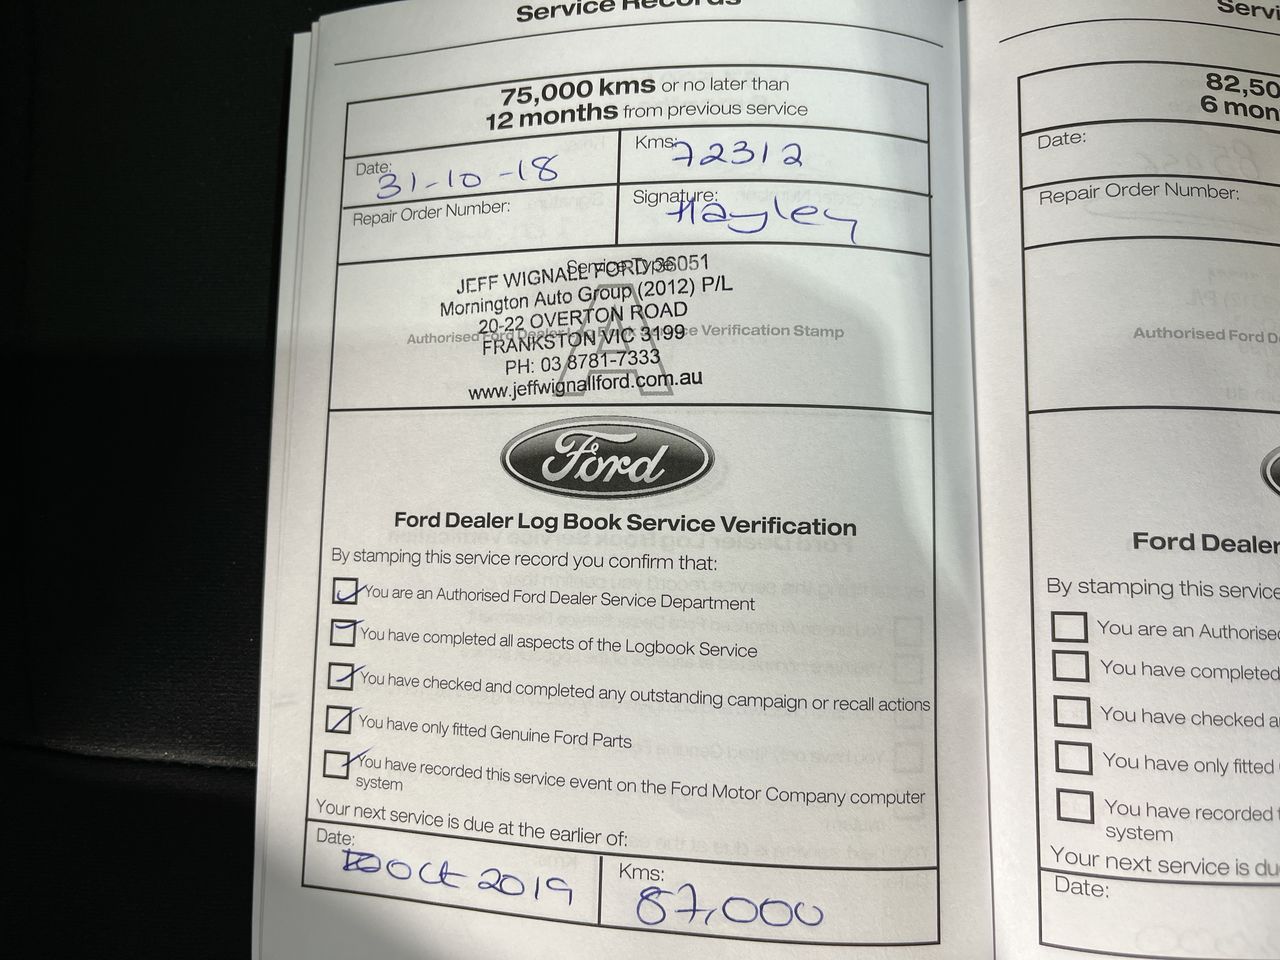 Service Records
75,000 kms or no later than
12 months from previous service
Date: 31-10-18
Kms: 72312
Repair Order Number:
Signature: Hayley
Service Type
JEFF WIGNALL FORD 36051
Mornington Auto Group (2012) P/L
20-22 OVERTON ROAD
Authorised Ford Dealer Log Book Service Verification Stamp
FRANKSTON VIC 3199
PH: 03 8781-7333
www.jeffwignallford.com.au
A
Ford
Ford Dealer Log Book Service Verification
By stamping this service record you confirm that:
You are an Authorised Ford Dealer Service Department
You have completed all aspects of the Logbook Service
You have checked and completed any outstanding campaign or recall actions
You have only fitted Genuine Ford Parts
You have recorded this service event on the Ford Motor Company computer
system
Your next service is due at the earlier of:
Date: Oct 2019
Kms: 87,000
Servi
82,50
6 mon
Date:
Repair Order Number:
Authorised Ford D
Ford Dealer
By stamping this service
You are an Authorise
You have completed
You have checked a
You have only fitted
You have recorded t
system
Your next service is du
Date: